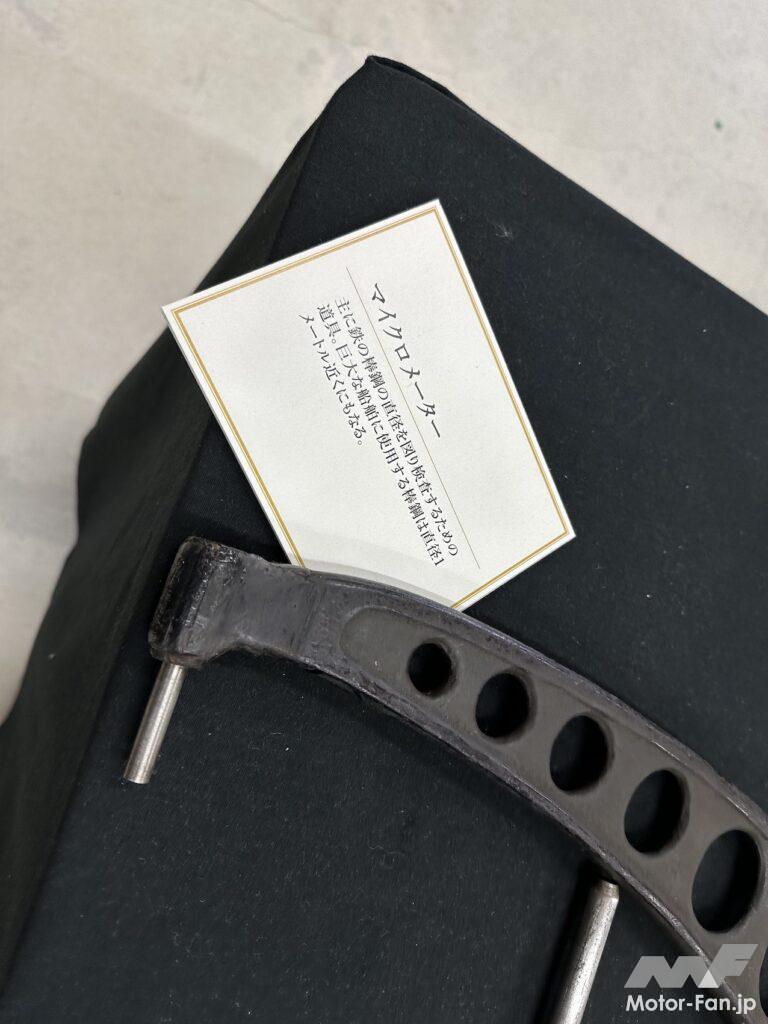 マイクロメーター
主に鉄の棒鋼の直径を図り検査するための
道具。巨大な船舶に使用する棒鋼は直径1
メートル近くにもなる。
MF
Motor-Fan.jp